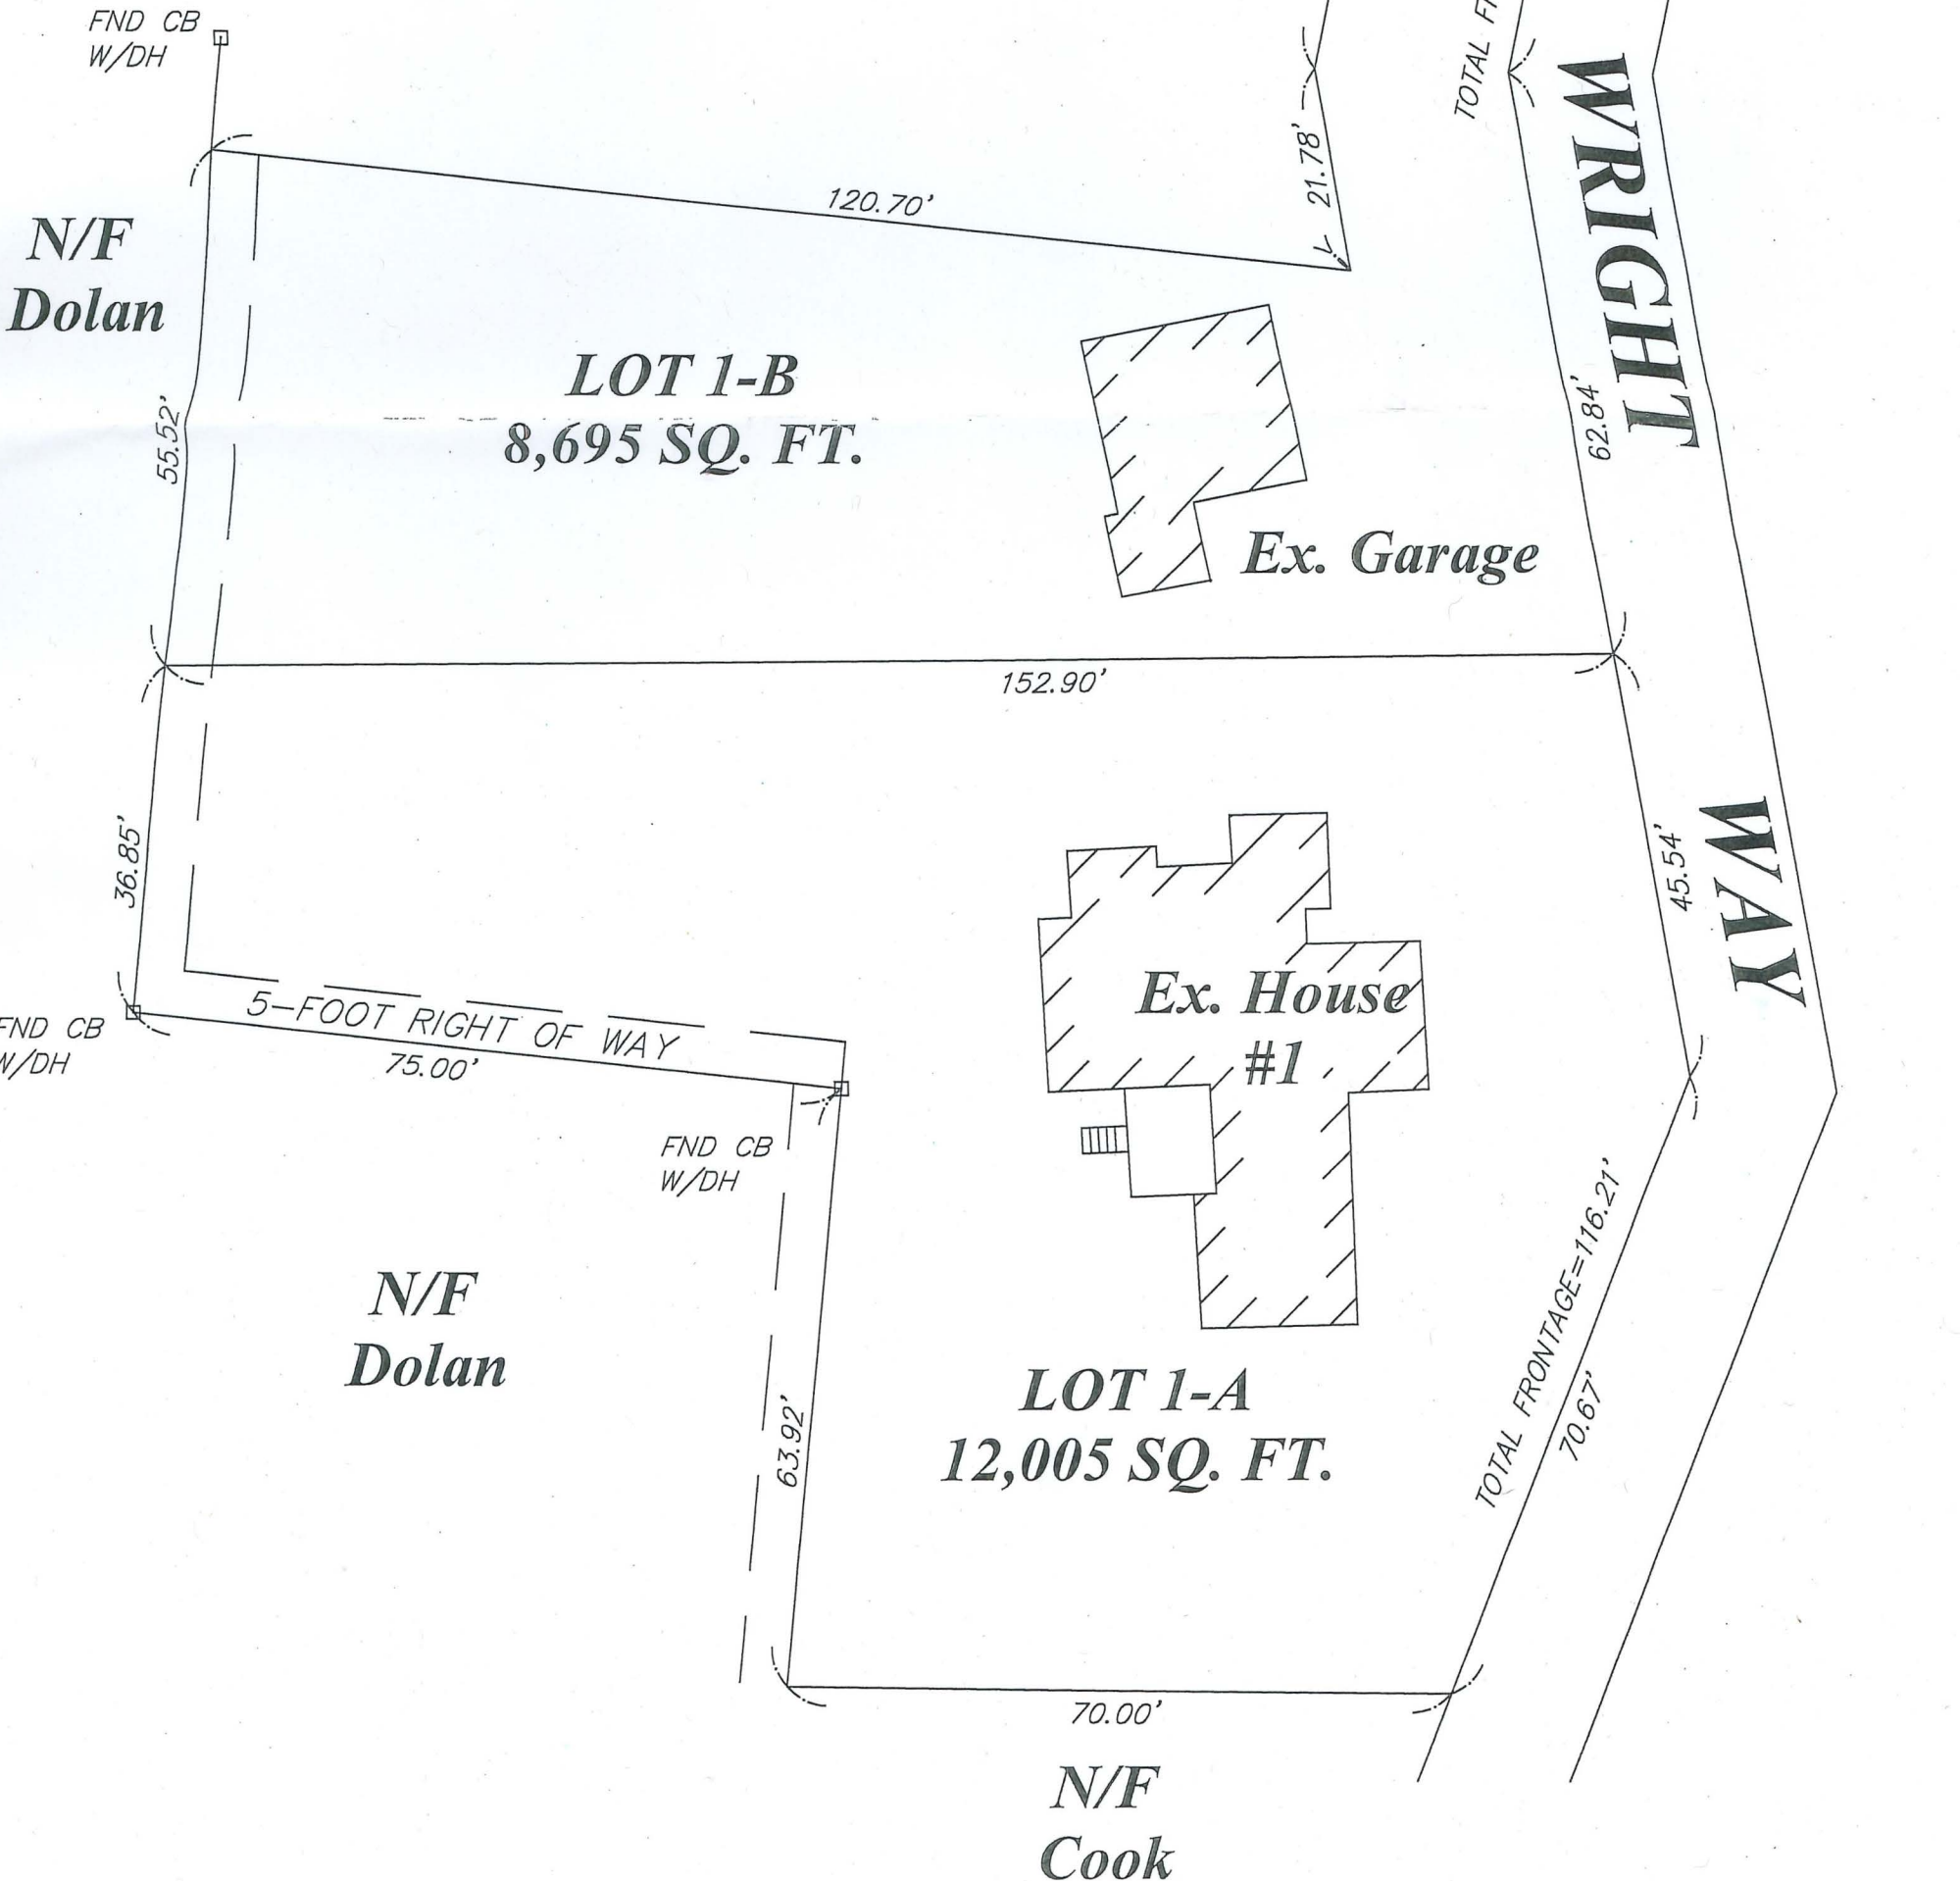 FND CB
W/DH
TOTAL
21.78'
WRIGHT
120.70'
N/F
Dolan
LOT 1-B
8,695 SQ. FT.
55.52'
62.84'
Ex. Garage
152.90'
36.85'
45.54'
WAY
Ex. House
#1
5-FOOT RIGHT OF WAY
75.00'
FND CB
W/DH
FND CB
W/DH
TOTAL FRONTAGE=116.21'
70.67'
N/F
Dolan
63.92'
LOT 1-A
12,005 SQ. FT.
70.00'
N/F
Cook